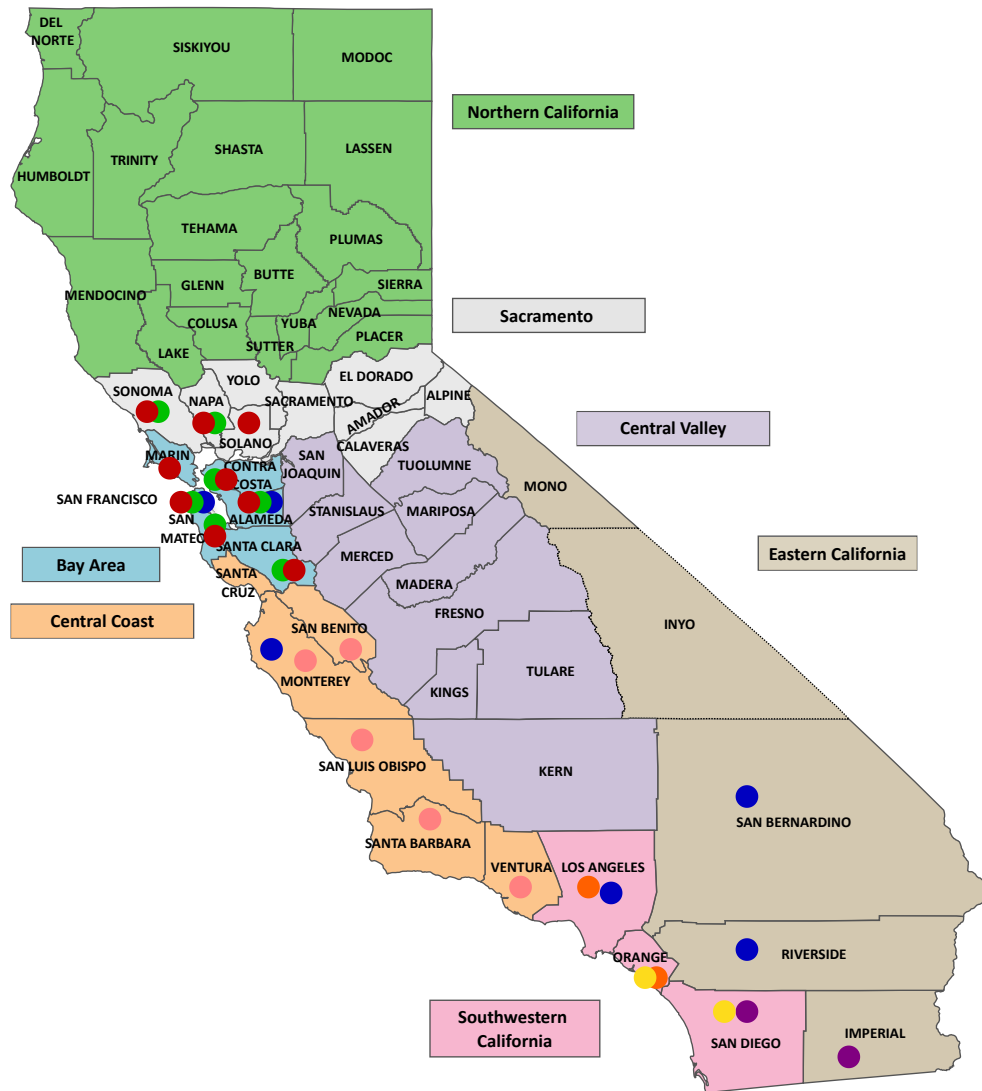 DEL
NORTE
SISKIYOU
MODOC
Northern California
TRINITY
SHASTA
LASSEN
HUMBOLDT
TEHAMA
PLUMAS
BUTTE
GLENN
SIERRA
MENDOCINO
COLUSA
YUBA
NEVADA
SUTTER
PLACER
LAKE
Sacramento
EL DORADO
YOLO
SONOMA
NAPA
SACRAMENTO
ALPINE
AMADOR
SOLANO
CALAVERAS
Central Valley
MARIN
SAN
JOAQUIN
CONTRA
COSTA
TUOLUMNE
MONO
SAN FRANCISCO
STANISLAUS
MARIPOSA
SAN
MATEO
ALAMEDA
SANTA CLARA
MERCED
Bay Area
Eastern California
SANTA
CRUZ
MADERA
FRESNO
Central Coast
SAN BENITO
INYO
MONTEREY
KINGS
TULARE
SAN LUIS OBISPO
KERN
SAN BERNARDINO
SANTA BARBARA
VENTURA
LOS ANGELES
ORANGE
RIVERSIDE
Southwestern
California
SAN DIEGO
IMPERIAL